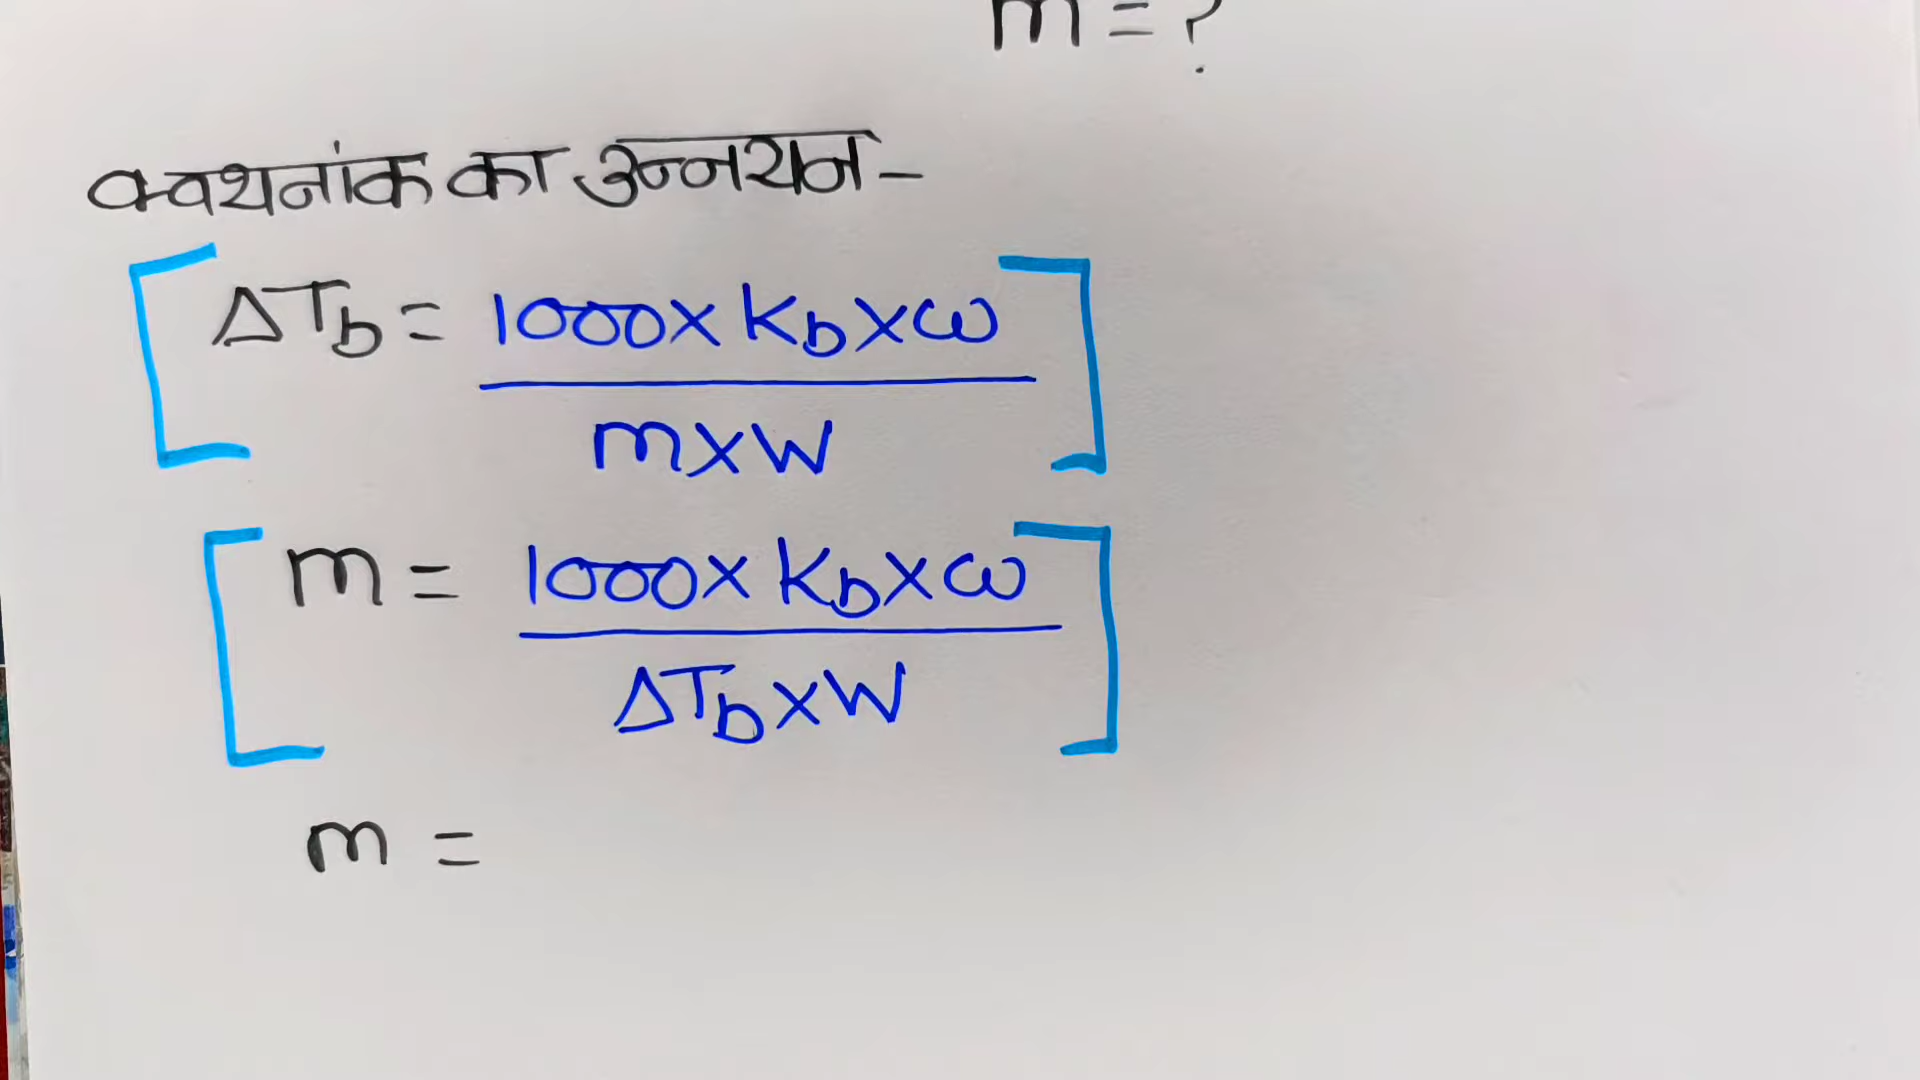 m = ?
क्वथनांक का उन्नयन -
ΔTb = 1000 x Kb x w
m x W
m = 1000 x Kb x w
ΔTb x W
m =